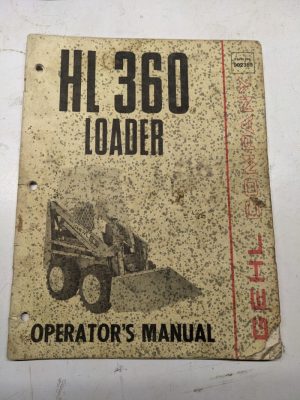 HL 360
LOADER
OPERATOR'S MANUAL
GEHL COMPANY